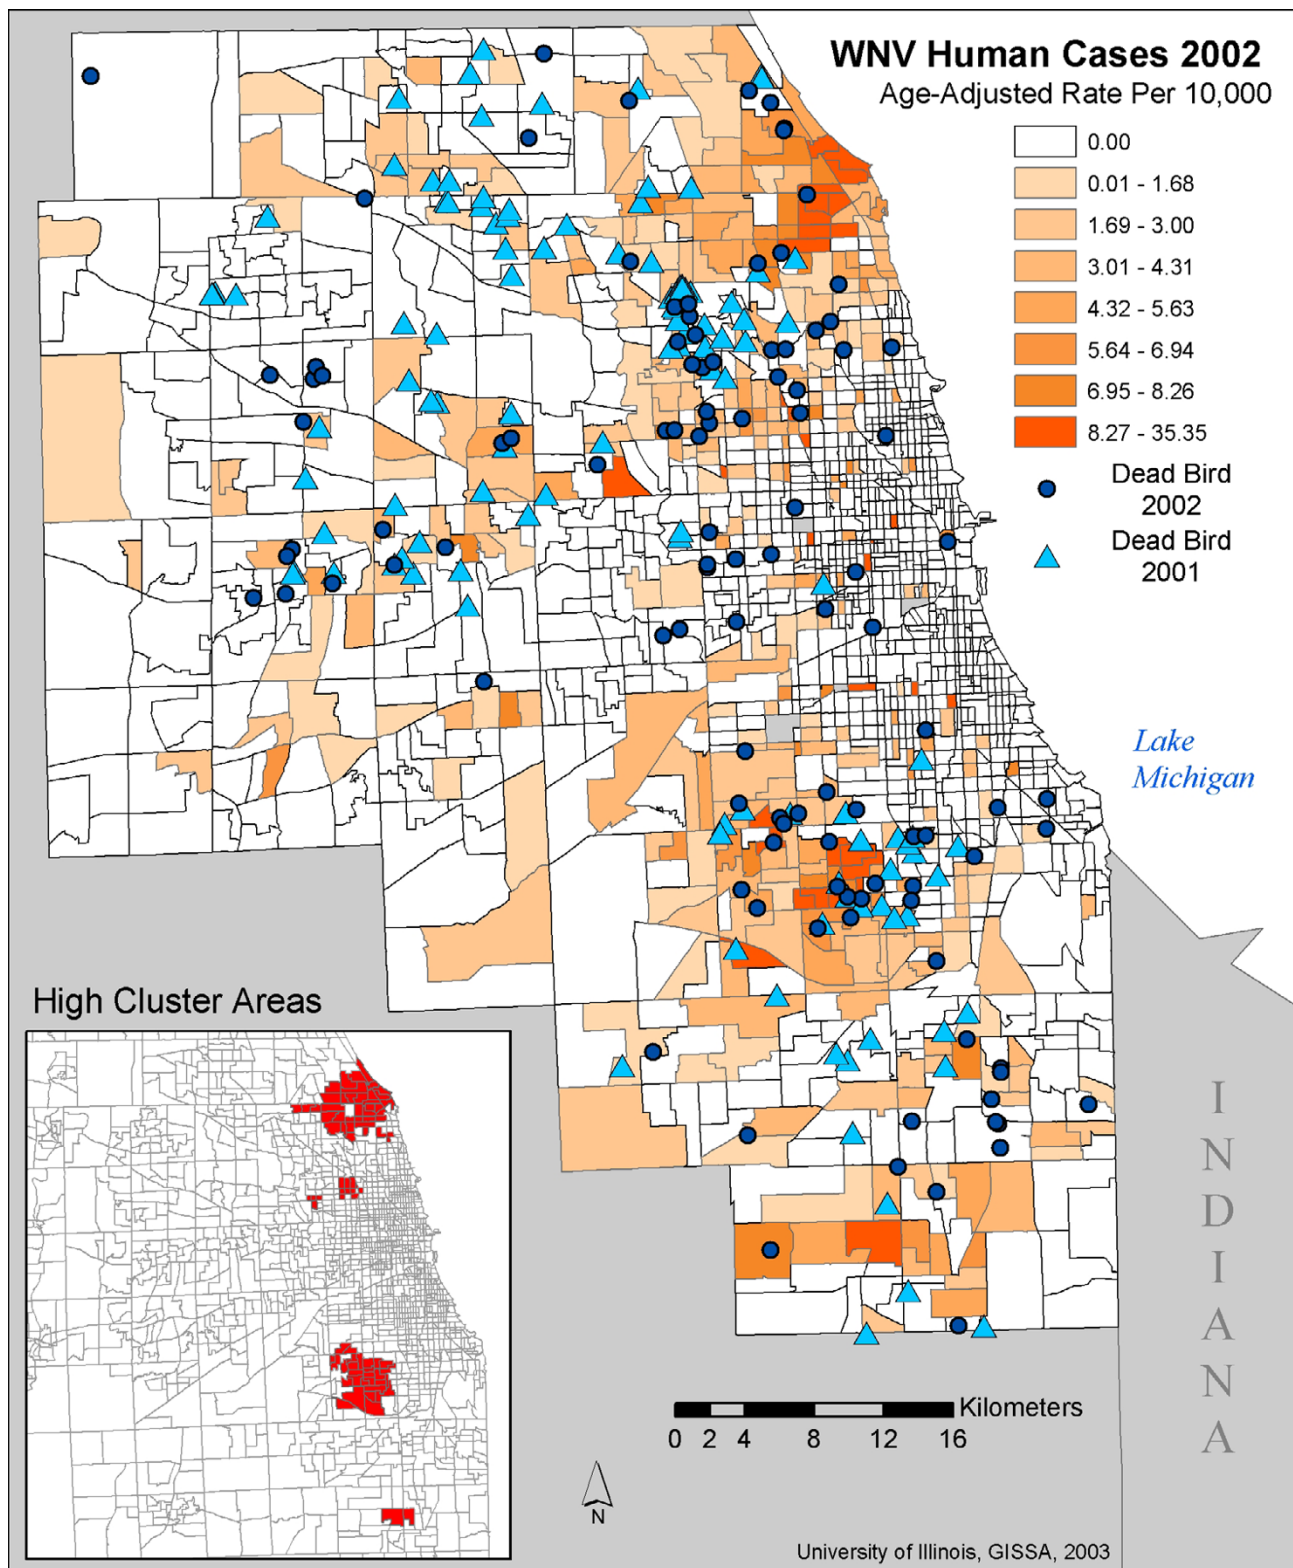 WNV Human Cases 2002
Age-Adjusted Rate Per 10,000
0.00
0.01 - 1.68
1.69 - 3.00
3.01 - 4.31
4.32 - 5.63
5.64 - 6.94
6.95 - 8.26
8.27 - 35.35
Dead Bird
2002
Dead Bird
2001
Lake
Michigan
High Cluster Areas
I
N
D
I
A
N
A
Kilometers
0 2 4 8 12 16
N
University of Illinois, GISSA, 2003